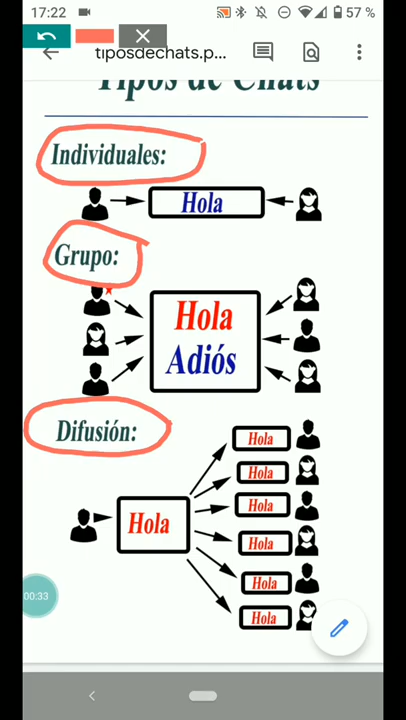 17:22
57 %
tiposdechats.p...
Tipos de Chats
Individuales:
Hola
Grupo:
Hola
Adiós
Difusión:
Hola
Hola
Hola
Hola
Hola
Hola
Hola
00:33